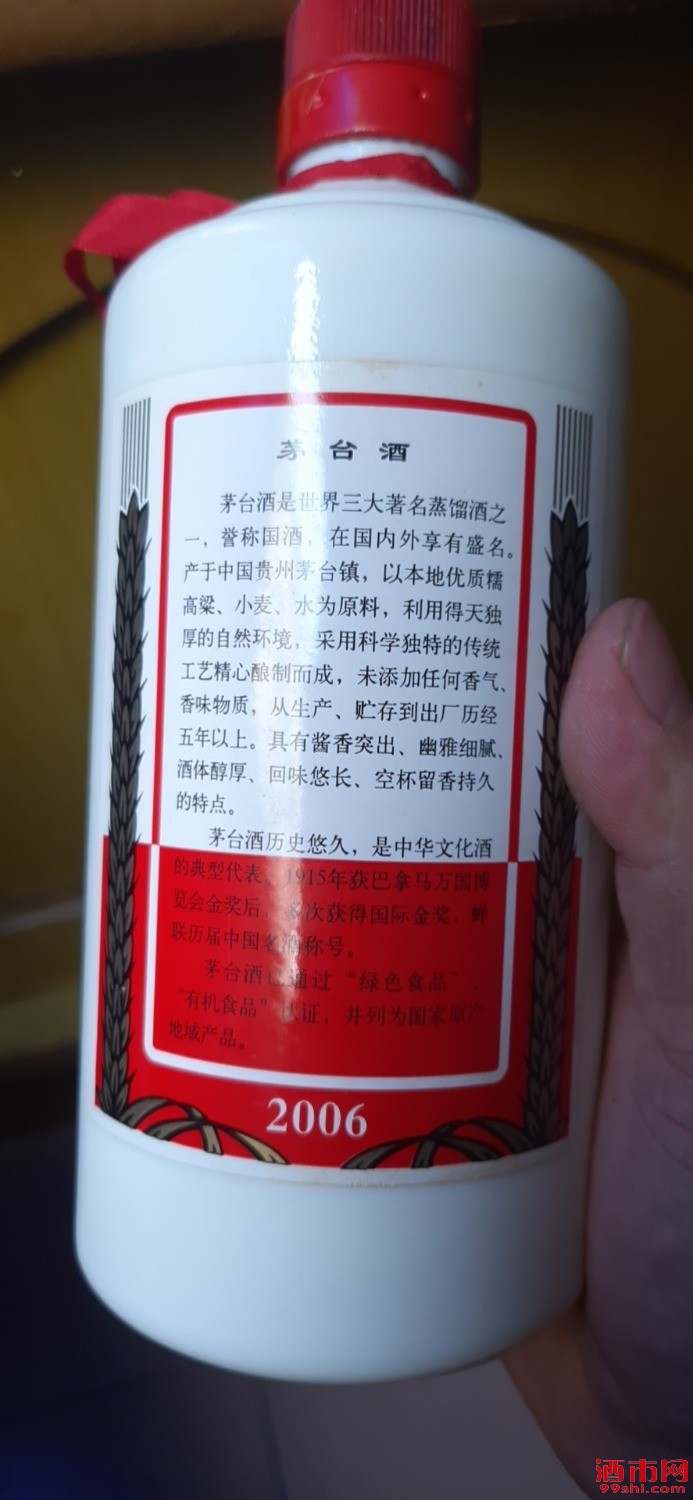 茅台酒
茅台酒是世界三大著名蒸馏酒之
一，誉称国酒，在国内外享有盛名。
产于中国贵州茅台镇，以本地优质糯
高粱、小麦、水为原料，利用得天独
厚的自然环境，采用科学独特的传统
工艺精心酿制而成，未添加任何香气、
香味物质，从生产、贮存到出厂历经
五年以上。具有酱香突出、幽雅细腻、
酒体醇厚、回味悠长、空杯留香持久
的特点。
茅台酒历史悠久，是中华文化酒
的典型代表、1915年获巴拿马万国博
览会金奖后，多次获得国际金奖，蝉
联历届中国名酒称号。
茅台酒已通过“绿色食品”、
“有机食品”认证，并列为国家原产
地域产品。
2006
酒市网
99shi.com